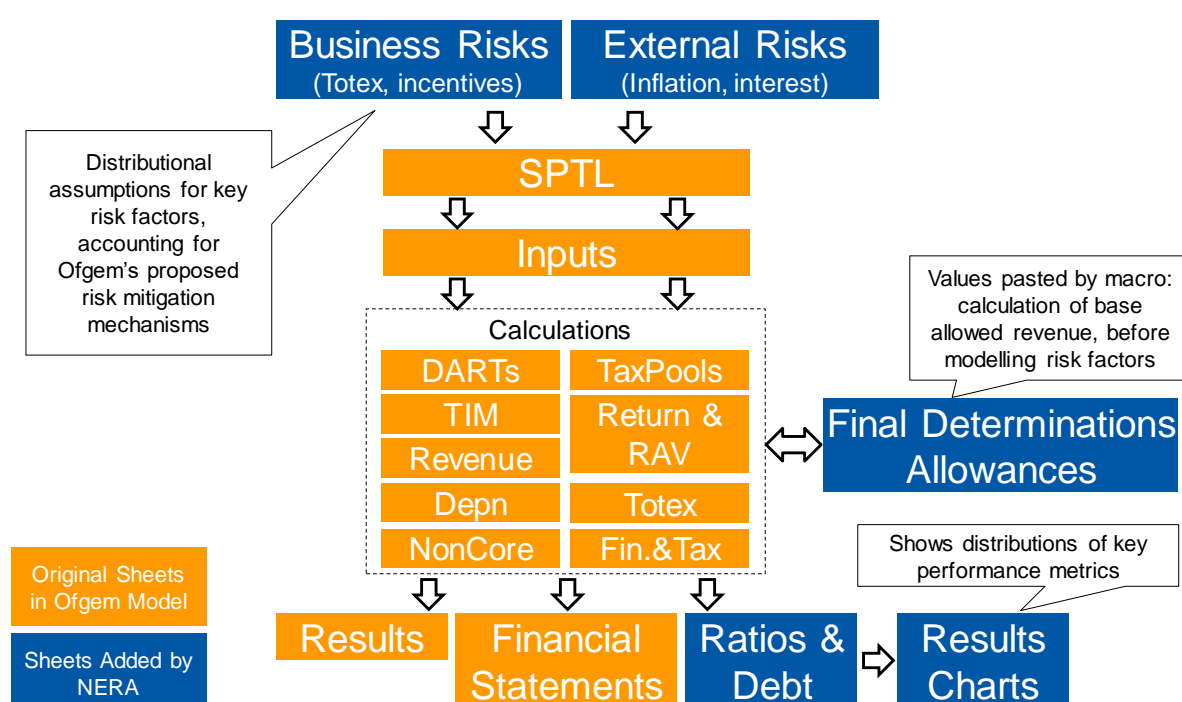 Business Risks
(Totex, incentives)
External Risks
(Inflation, interest)
Distributional
assumptions for key
risk factors,
accounting for
Ofgem's proposed
risk mitigation
mechanisms
SPTL
Inputs
Values pasted by macro:
calculation of base
allowed revenue, before
modelling risk factors
Calculations
DARTs
TIM
Revenue
Depn
NonCore
TaxPools
Return &
RAV
Totex
Fin.&Tax
Final Determinations
Allowances
Shows distributions of key
performance metrics
Original Sheets
in Ofgem Model
Sheets Added by
NERA
Results
Financial
Statements
Ratios &
Debt
Results
Charts